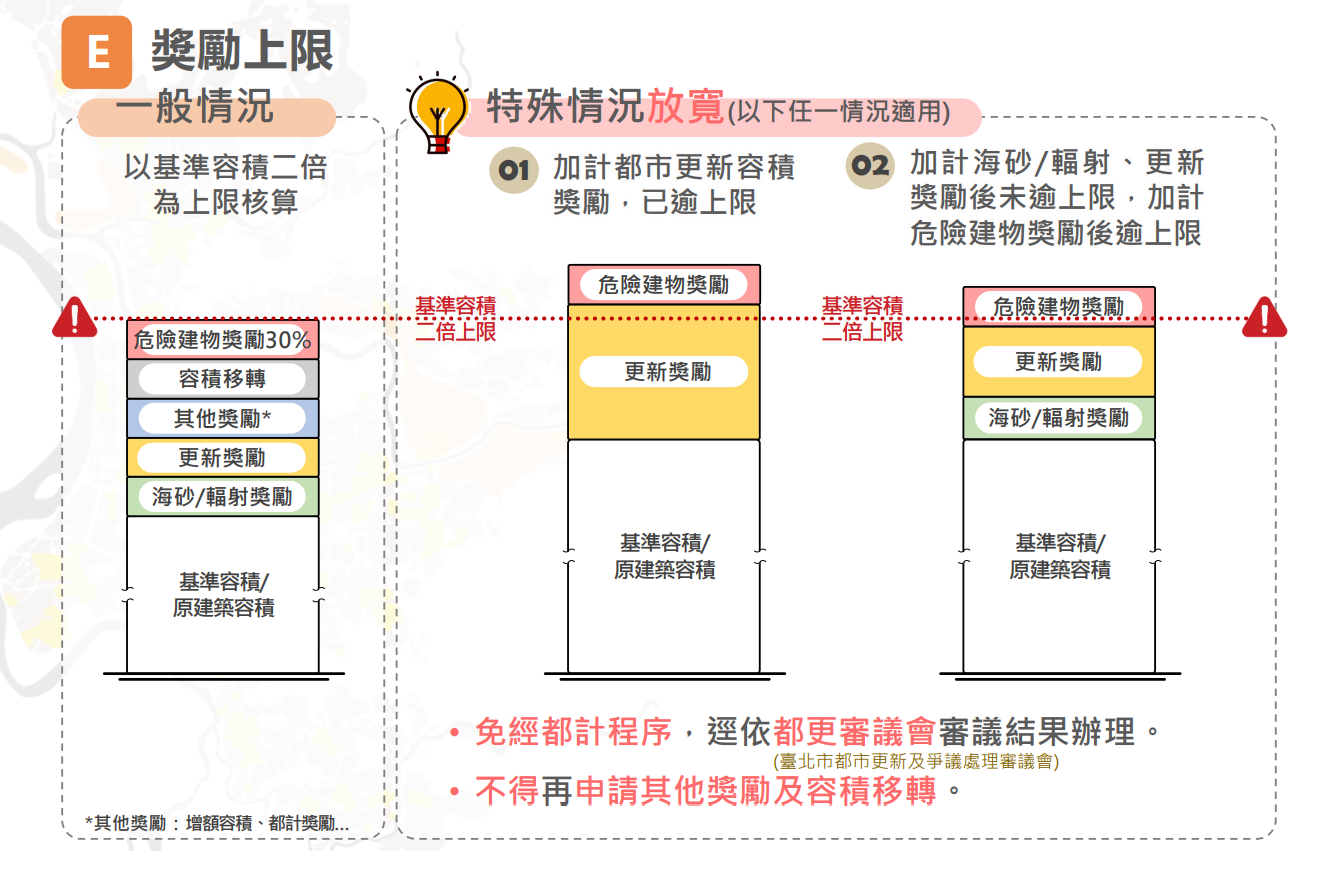 E 獎勵上限
一般情況
以基準容積二倍
為上限核算
危險建物獎勵30%
容積移轉
其他獎勵*
更新獎勵
海砂/輻射獎勵
基準容積/
原建築容積
*其他獎勵：增額容積、都計獎勵...
特殊情況放寬(以下任一情況適用)
01 加計都市更新容積
獎勵，已逾上限
基準容積
二倍上限
危險建物獎勵
更新獎勵
基準容積/
原建築容積
02 加計海砂/輻射、更新
獎勵後未逾上限，加計
危險建物獎勵後逾上限
基準容積
二倍上限
危險建物獎勵
更新獎勵
海砂/輻射獎勵
基準容積/
原建築容積
• 免經都計程序，逕依都更審議會審議結果辦理。
(臺北市都市更新及爭議處理審議會)
• 不得再申請其他獎勵及容積移轉。